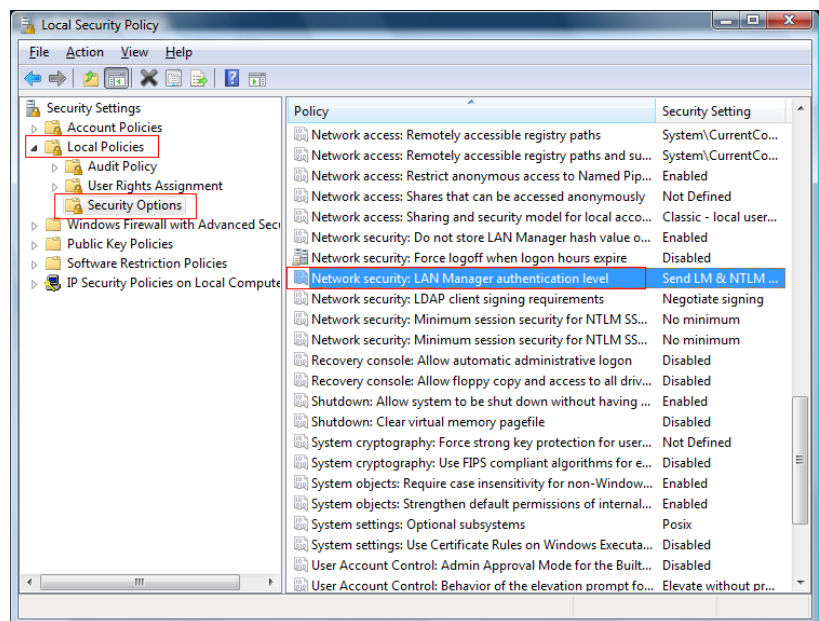 Local Security Policy
File Action View Help
Security Settings
Account Policies
Local Policies
Audit Policy
User Rights Assignment
Security Options
Windows Firewall with Advanced Secu
Public Key Policies
Software Restriction Policies
IP Security Policies on Local Compute
Policy Security Setting
Network access: Remotely accessible registry paths System\CurrentCo...
Network access: Remotely accessible registry paths and su... System\CurrentCo...
Network access: Restrict anonymous access to Named Pip... Enabled
Network access: Shares that can be accessed anonymously Not Defined
Network access: Sharing and security model for local acco... Classic - local user...
Network security: Do not store LAN Manager hash value o... Enabled
Network security: Force logoff when logon hours expire Disabled
Network security: LAN Manager authentication level Send LM & NTLM ...
Network security: LDAP client signing requirements Negotiate signing
Network security: Minimum session security for NTLM SS... No minimum
Network security: Minimum session security for NTLM SS... No minimum
Recovery console: Allow automatic administrative logon Disabled
Recovery console: Allow floppy copy and access to all driv... Disabled
Shutdown: Allow system to be shut down without having ... Enabled
Shutdown: Clear virtual memory pagefile Disabled
System cryptography: Force strong key protection for user... Not Defined
System cryptography: Use FIPS compliant algorithms for e... Disabled
System objects: Require case insensitivity for non-Window... Enabled
System objects: Strengthen default permissions of internal... Enabled
System settings: Optional subsystems Posix
System settings: Use Certificate Rules on Windows Executa... Disabled
User Account Control: Admin Approval Mode for the Built... Disabled
User Account Control: Behavior of the elevation prompt fo... Elevate without pr...